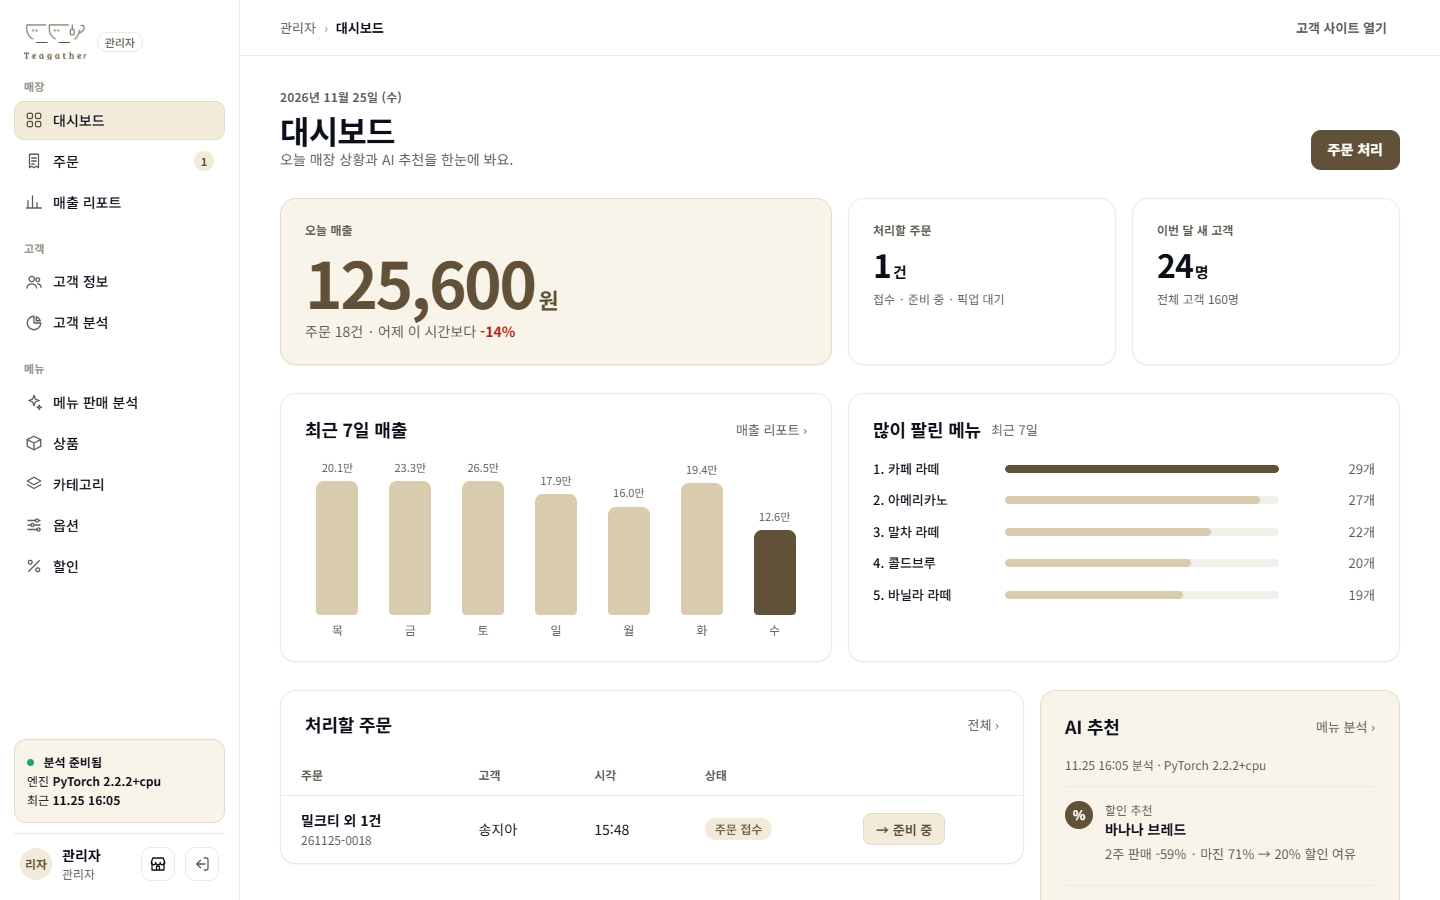 Teagather
관리자
매장
대시보드
주문
1
매출 리포트
고객
고객 정보
고객 분석
메뉴
메뉴 판매 분석
상품
카테고리
옵션
할인
분석 준비됨
엔진 PyTorch 2.2.2+cpu
최근 11.25 16:05
리자
관리자
관리자
관리자 › 대시보드
고객 사이트 열기
2026년 11월 25일 (수)
대시보드
오늘 매장 상황과 AI 추천을 한눈에 봐요.
주문 처리
오늘 매출
125,600원
주문 18건 · 어제 이 시간보다 -14%
처리할 주문
1건
접수 · 준비 중 · 픽업 대기
이번 달 새 고객
24명
전체 고객 160명
최근 7일 매출
매출 리포트 ›
20.1만
23.3만
26.5만
17.9만
16.0만
19.4만
12.6만
목
금
토
일
월
화
수
많이 팔린 메뉴 최근 7일
1. 카페 라떼 29개
2. 아메리카노 27개
3. 말차 라떼 22개
4. 콜드브루 20개
5. 바닐라 라떼 19개
처리할 주문
전체 ›
주문 고객 시각 상태
밀크티 외 1건
261125-0018
송지아
15:48
주문 접수
→ 준비 중
AI 추천
메뉴 분석 ›
11.25 16:05 분석 · PyTorch 2.2.2+cpu
%
할인 추천
바나나 브레드
2주 판매 -59% · 마진 71% → 20% 할인 여유